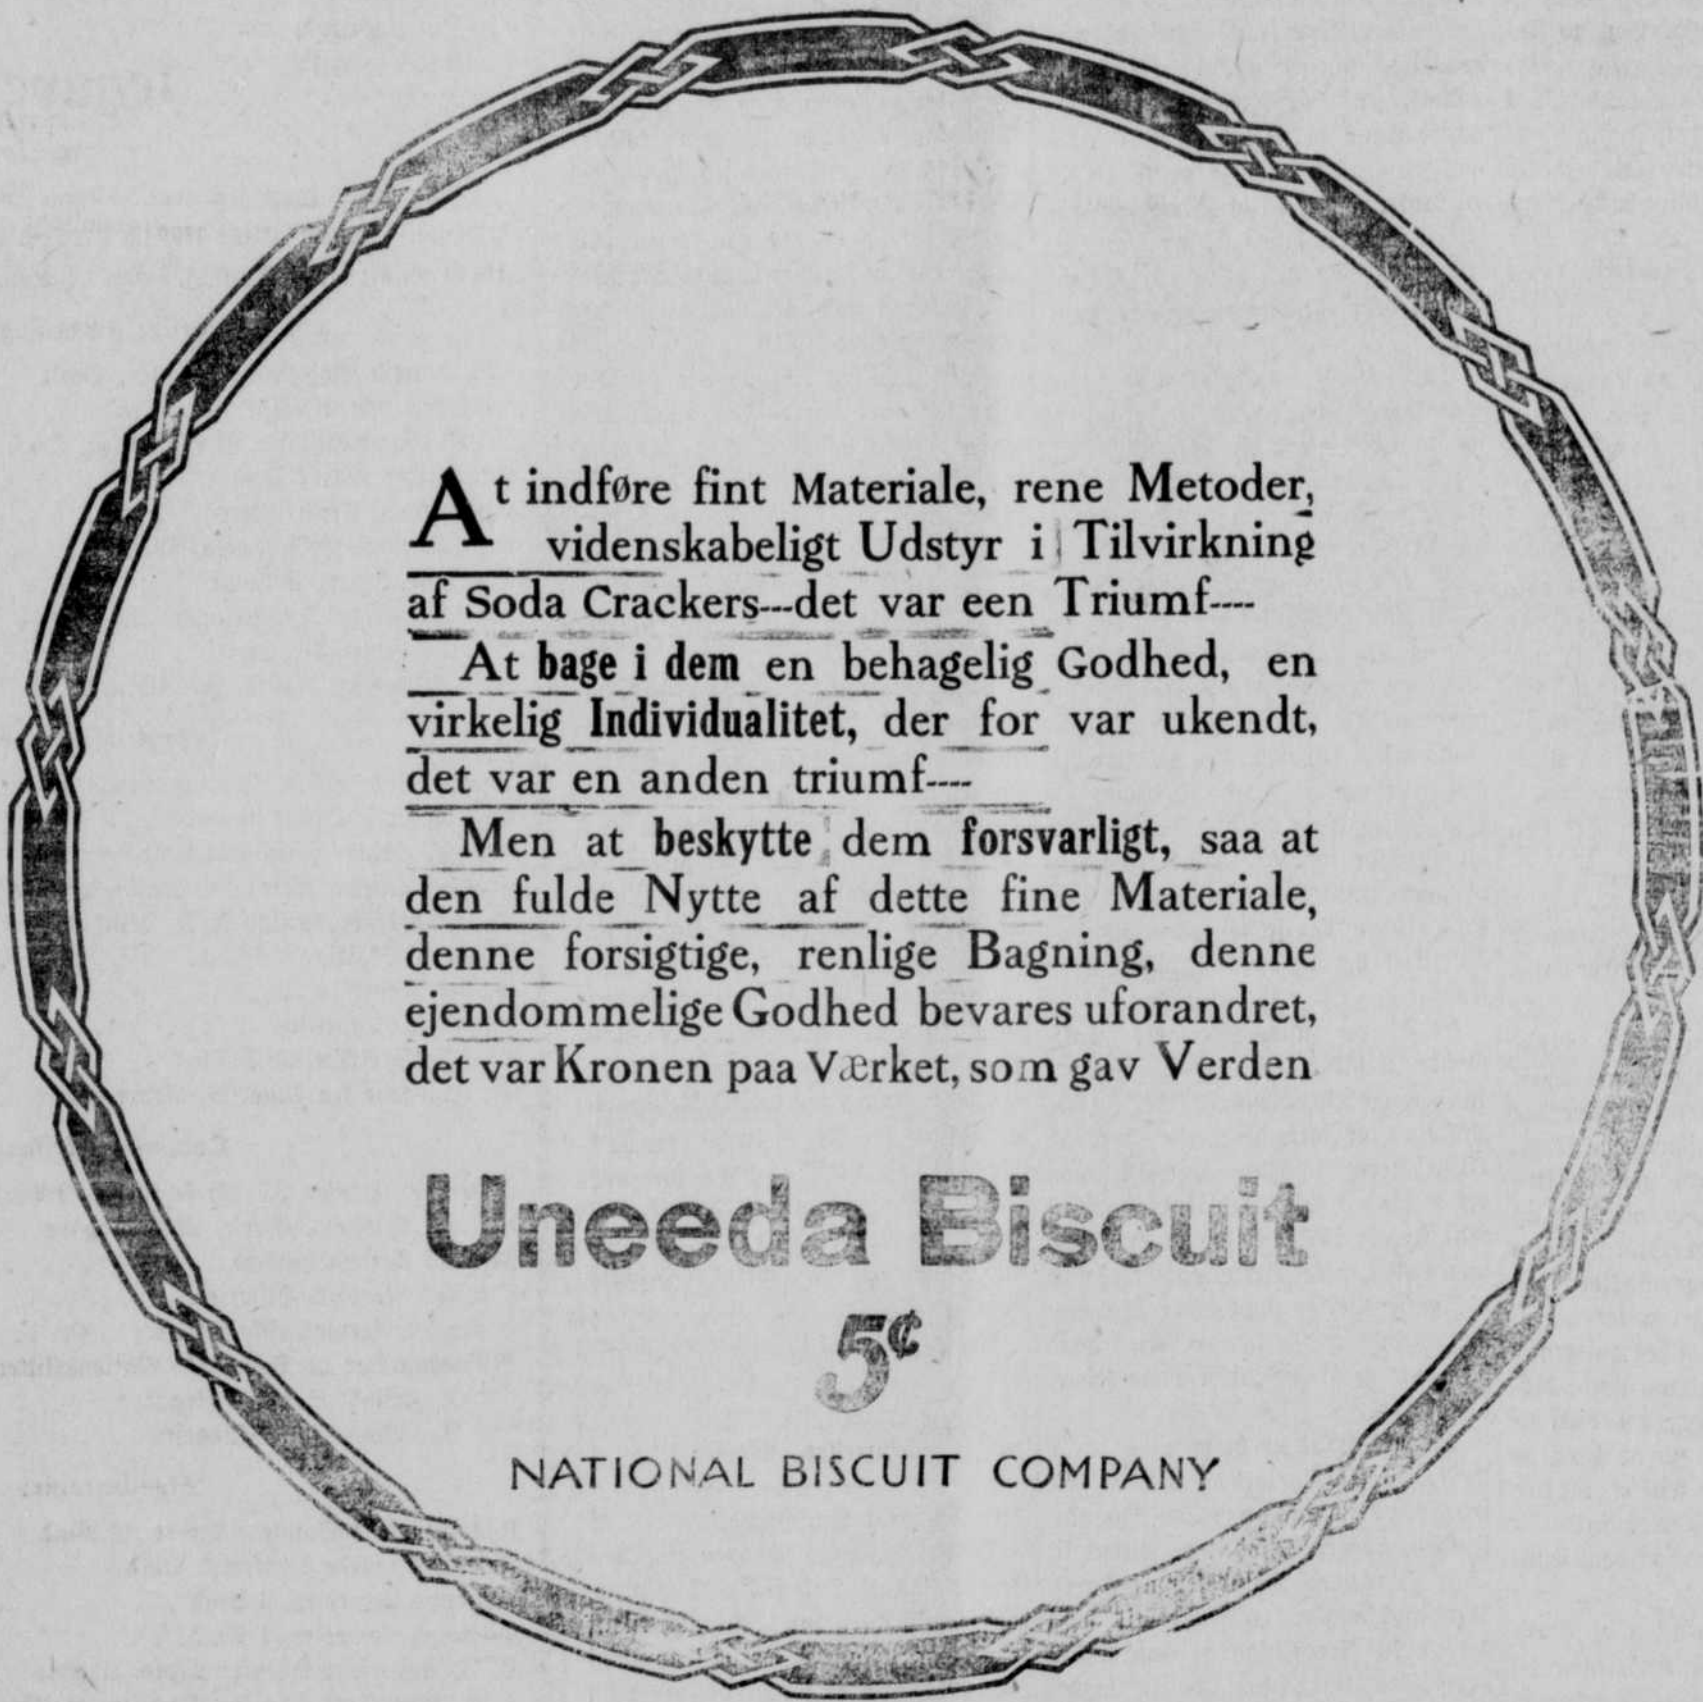 At indføre fint Materiale, rene Metoder,
videnskabeligt Udstyr i Tilvirkning
af Soda Crackers---det var een Triumf----
At bage i dem en behagelig Godhed, en
virkelig Individualitet, der for var ukendt,
det var en anden triumf----
Men at beskytte dem forsvarligt, saa at
den fulde Nytte af dette fine Materiale,
denne forsigtige, renlige Bagning, denne
ejendommelige Godhed bevares uforandret,
det var Kronen paa Værket, som gav Verden
Uneeda Biscuit
5¢
NATIONAL BISCUIT COMPANY